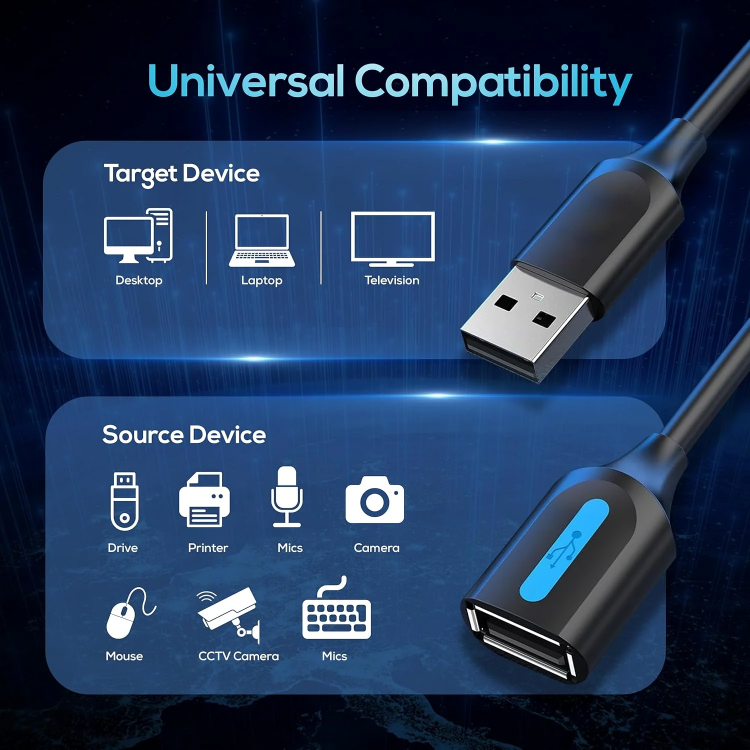 Universal Compatibility
Target Device
Desktop
Laptop
Television
Source Device
Drive
Printer
Mics
Camera
Mouse
CCTV Camera
Mics